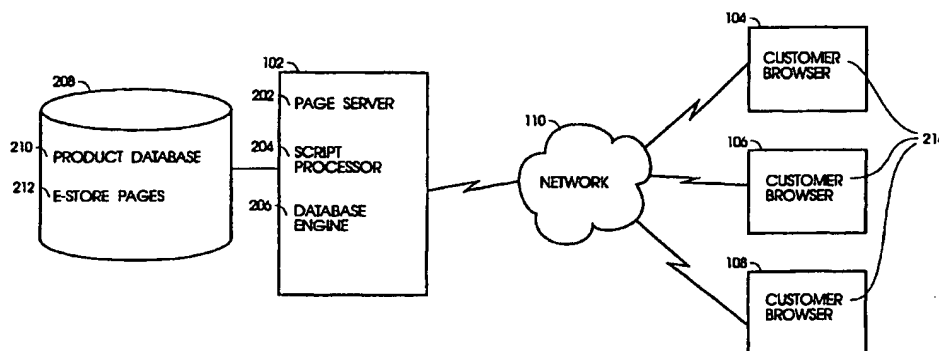 208
210
PRODUCT DATABASE
212
E-STORE PAGES
102
202
PAGE SERVER
204
SCRIPT
PROCESSOR
206
DATABASE
ENGINE
110
NETWORK
104
CUSTOMER
BROWSER
106
CUSTOMER
BROWSER
108
CUSTOMER
BROWSER